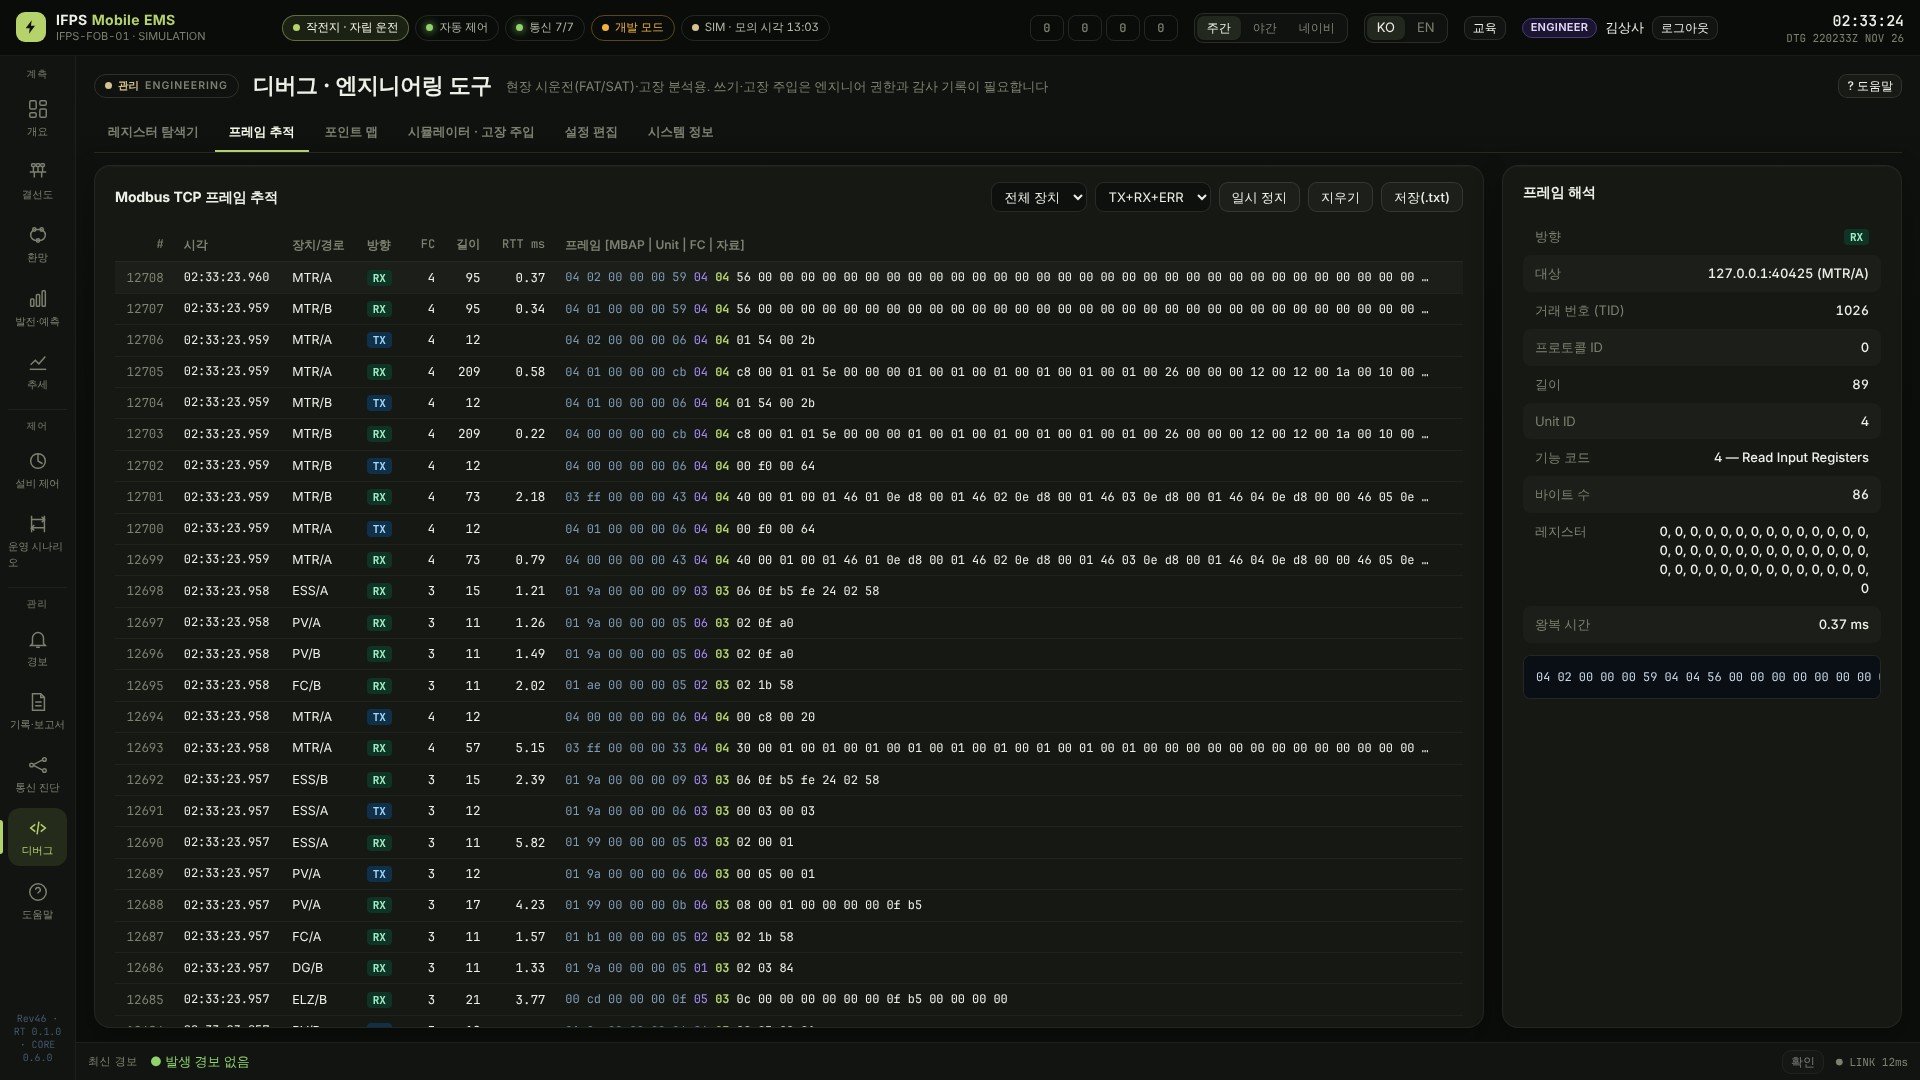 IFPS Mobile EMS
IFPS-FOB-01 · SIMULATION
작전지 · 자립 운전
자동 제어
통신 7/7
개발 모드
SIM · 모의 시각 13:03
0 0 0 0
주간 야간 네이비
KO EN
교육
ENGINEER 김상사 로그아웃
02:33:24
DTG 220233Z NOV 26
계측
개요
결선도
환망
발전·예측
추세
제어
설비 제어
운영 시나리오
관리
경보
기록·보고서
통신 진단
디버그
도움말
Rev46 ·
RT 0.1.0
· CORE
0.6.0
관리 ENGINEERING
디버그 · 엔지니어링 도구
현장 시운전(FAT/SAT)·고장 분석용. 쓰기·고장 주입은 엔지니어 권한과 감사 기록이 필요합니다
? 도움말
레지스터 탐색기 프레임 추적 포인트 맵 시뮬레이터 · 고장 주입 설정 편집 시스템 정보
Modbus TCP 프레임 추적
전체 장치 TX+RX+ERR 일시 정지 지우기 저장(.txt)
# 시각 장치/경로 방향 FC 길이 RTT ms 프레임 [MBAP | Unit | FC | 자료]
12708 02:33:23.960 MTR/A RX 4 95 0.37 04 02 00 00 00 59 04 04 56 00 00 00 00 00 00 00 00 00 00 00 00 00 00 00 00 00 00 00 00 00 00 00 00 00 00 00 00 00 00 00 …
12707 02:33:23.959 MTR/B RX 4 95 0.34 04 01 00 00 00 59 04 04 56 00 00 00 00 00 00 00 00 00 00 00 00 00 00 00 00 00 00 00 00 00 00 00 00 00 00 00 00 00 00 00 …
12706 02:33:23.959 MTR/A TX 4 12 04 02 00 00 00 06 04 04 01 54 00 2b
12705 02:33:23.959 MTR/A RX 4 209 0.58 04 01 00 00 00 cb 04 04 c8 00 01 01 5e 00 00 00 01 00 01 00 01 00 01 00 01 00 01 00 26 00 00 00 12 00 12 00 1a 00 10 00 …
12704 02:33:23.959 MTR/B TX 4 12 04 01 00 00 00 06 04 04 01 54 00 2b
12703 02:33:23.959 MTR/B RX 4 209 0.22 04 00 00 00 00 cb 04 04 c8 00 01 01 5e 00 00 00 01 00 01 00 01 00 01 00 01 00 01 00 26 00 00 00 12 00 12 00 1a 00 10 00 …
12702 02:33:23.959 MTR/B TX 4 12 04 00 00 00 00 06 04 04 00 f0 00 64
12701 02:33:23.959 MTR/B RX 4 73 2.18 03 ff 00 00 00 43 04 04 40 00 01 00 01 46 01 0e d8 00 01 46 02 0e d8 00 01 46 03 0e d8 00 01 46 04 0e d8 00 00 46 05 0e …
12700 02:33:23.959 MTR/A TX 4 12 04 01 00 00 00 06 04 04 00 f0 00 64
12699 02:33:23.959 MTR/A RX 4 73 0.79 04 00 00 00 00 43 04 04 40 00 01 00 01 46 01 0e d8 00 01 46 02 0e d8 00 01 46 03 0e d8 00 01 46 04 0e d8 00 00 46 05 0e …
12698 02:33:23.958 ESS/A RX 3 15 1.21 01 9a 00 00 00 09 03 03 06 0f b5 fe 24 02 58
12697 02:33:23.958 PV/A RX 3 11 1.26 01 9a 00 00 00 05 06 03 02 0f a0
12696 02:33:23.958 PV/B RX 3 11 1.49 01 9a 00 00 00 05 06 03 02 0f a0
12695 02:33:23.958 FC/B RX 3 11 2.02 01 ae 00 00 00 05 02 03 02 1b 58
12694 02:33:23.958 MTR/A TX 4 12 04 00 00 00 00 06 04 04 00 c8 00 20
12693 02:33:23.958 MTR/A RX 4 57 5.15 03 ff 00 00 00 33 04 04 30 00 01 00 01 00 01 00 01 00 01 00 01 00 01 00 01 00 01 00 00 00 00 00 00 00 00 00 00 00 00 00 …
12692 02:33:23.957 ESS/B RX 3 15 2.39 01 9a 00 00 00 09 03 03 06 0f b5 fe 24 02 58
12691 02:33:23.957 ESS/A TX 3 12 01 9a 00 00 00 06 03 03 00 03 00 03
12690 02:33:23.957 ESS/A RX 3 11 5.82 01 99 00 00 00 05 03 03 02 00 01
12689 02:33:23.957 PV/A TX 3 12 01 9a 00 00 00 06 06 03 00 05 00 01
12688 02:33:23.957 PV/A RX 3 17 4.23 01 99 00 00 00 0b 06 03 08 00 01 00 00 00 00 0f b5
12687 02:33:23.957 FC/A RX 3 11 1.57 01 b1 00 00 00 05 02 03 02 1b 58
12686 02:33:23.957 DG/B RX 3 11 1.33 01 9a 00 00 00 05 01 03 02 03 84
12685 02:33:23.957 ELZ/B RX 3 21 3.77 00 cd 00 00 00 0f 05 03 0c 00 00 00 00 00 00 0f b5 00 00 00 00
프레임 해석
방향 RX
대상 127.0.0.1:40425 (MTR/A)
거래 번호 (TID) 1026
프로토콜 ID 0
길이 89
Unit ID 4
기능 코드 4 — Read Input Registers
바이트 수 86
레지스터 0, 0, 0, 0, 0, 0, 0, 0, 0, 0, 0, 0, 0, 0,
0, 0, 0, 0, 0, 0, 0, 0, 0, 0, 0, 0, 0, 0,
0, 0, 0, 0, 0, 0, 0, 0, 0, 0, 0, 0, 0, 0,
0
왕복 시간 0.37 ms
04 02 00 00 00 59 04 04 56 00 00 00 00 00 00 00
최신 경보 발생 경보 없음
확인 LINK 12ms